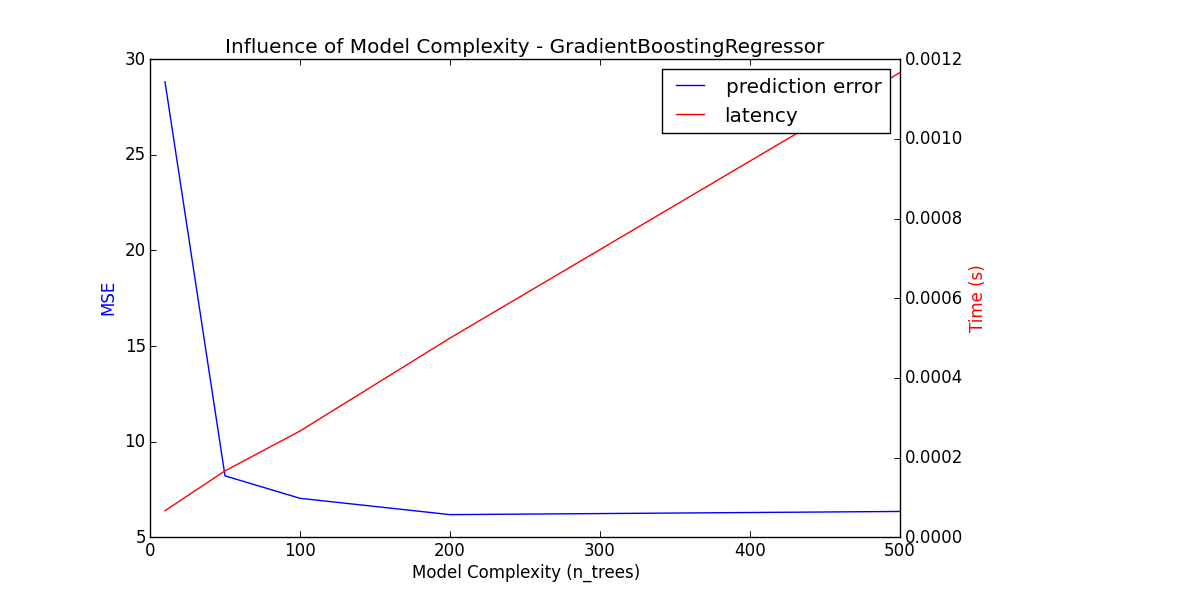 Influence of Model Complexity - GradientBoostingRegressor
prediction error
latency
30
25
20
15
10
5
MSE
0.0012
0.0010
0.0008
0.0006
0.0004
0.0002
0.0000
Time (s)
0 100 200 300 400 500
Model Complexity (n_trees)